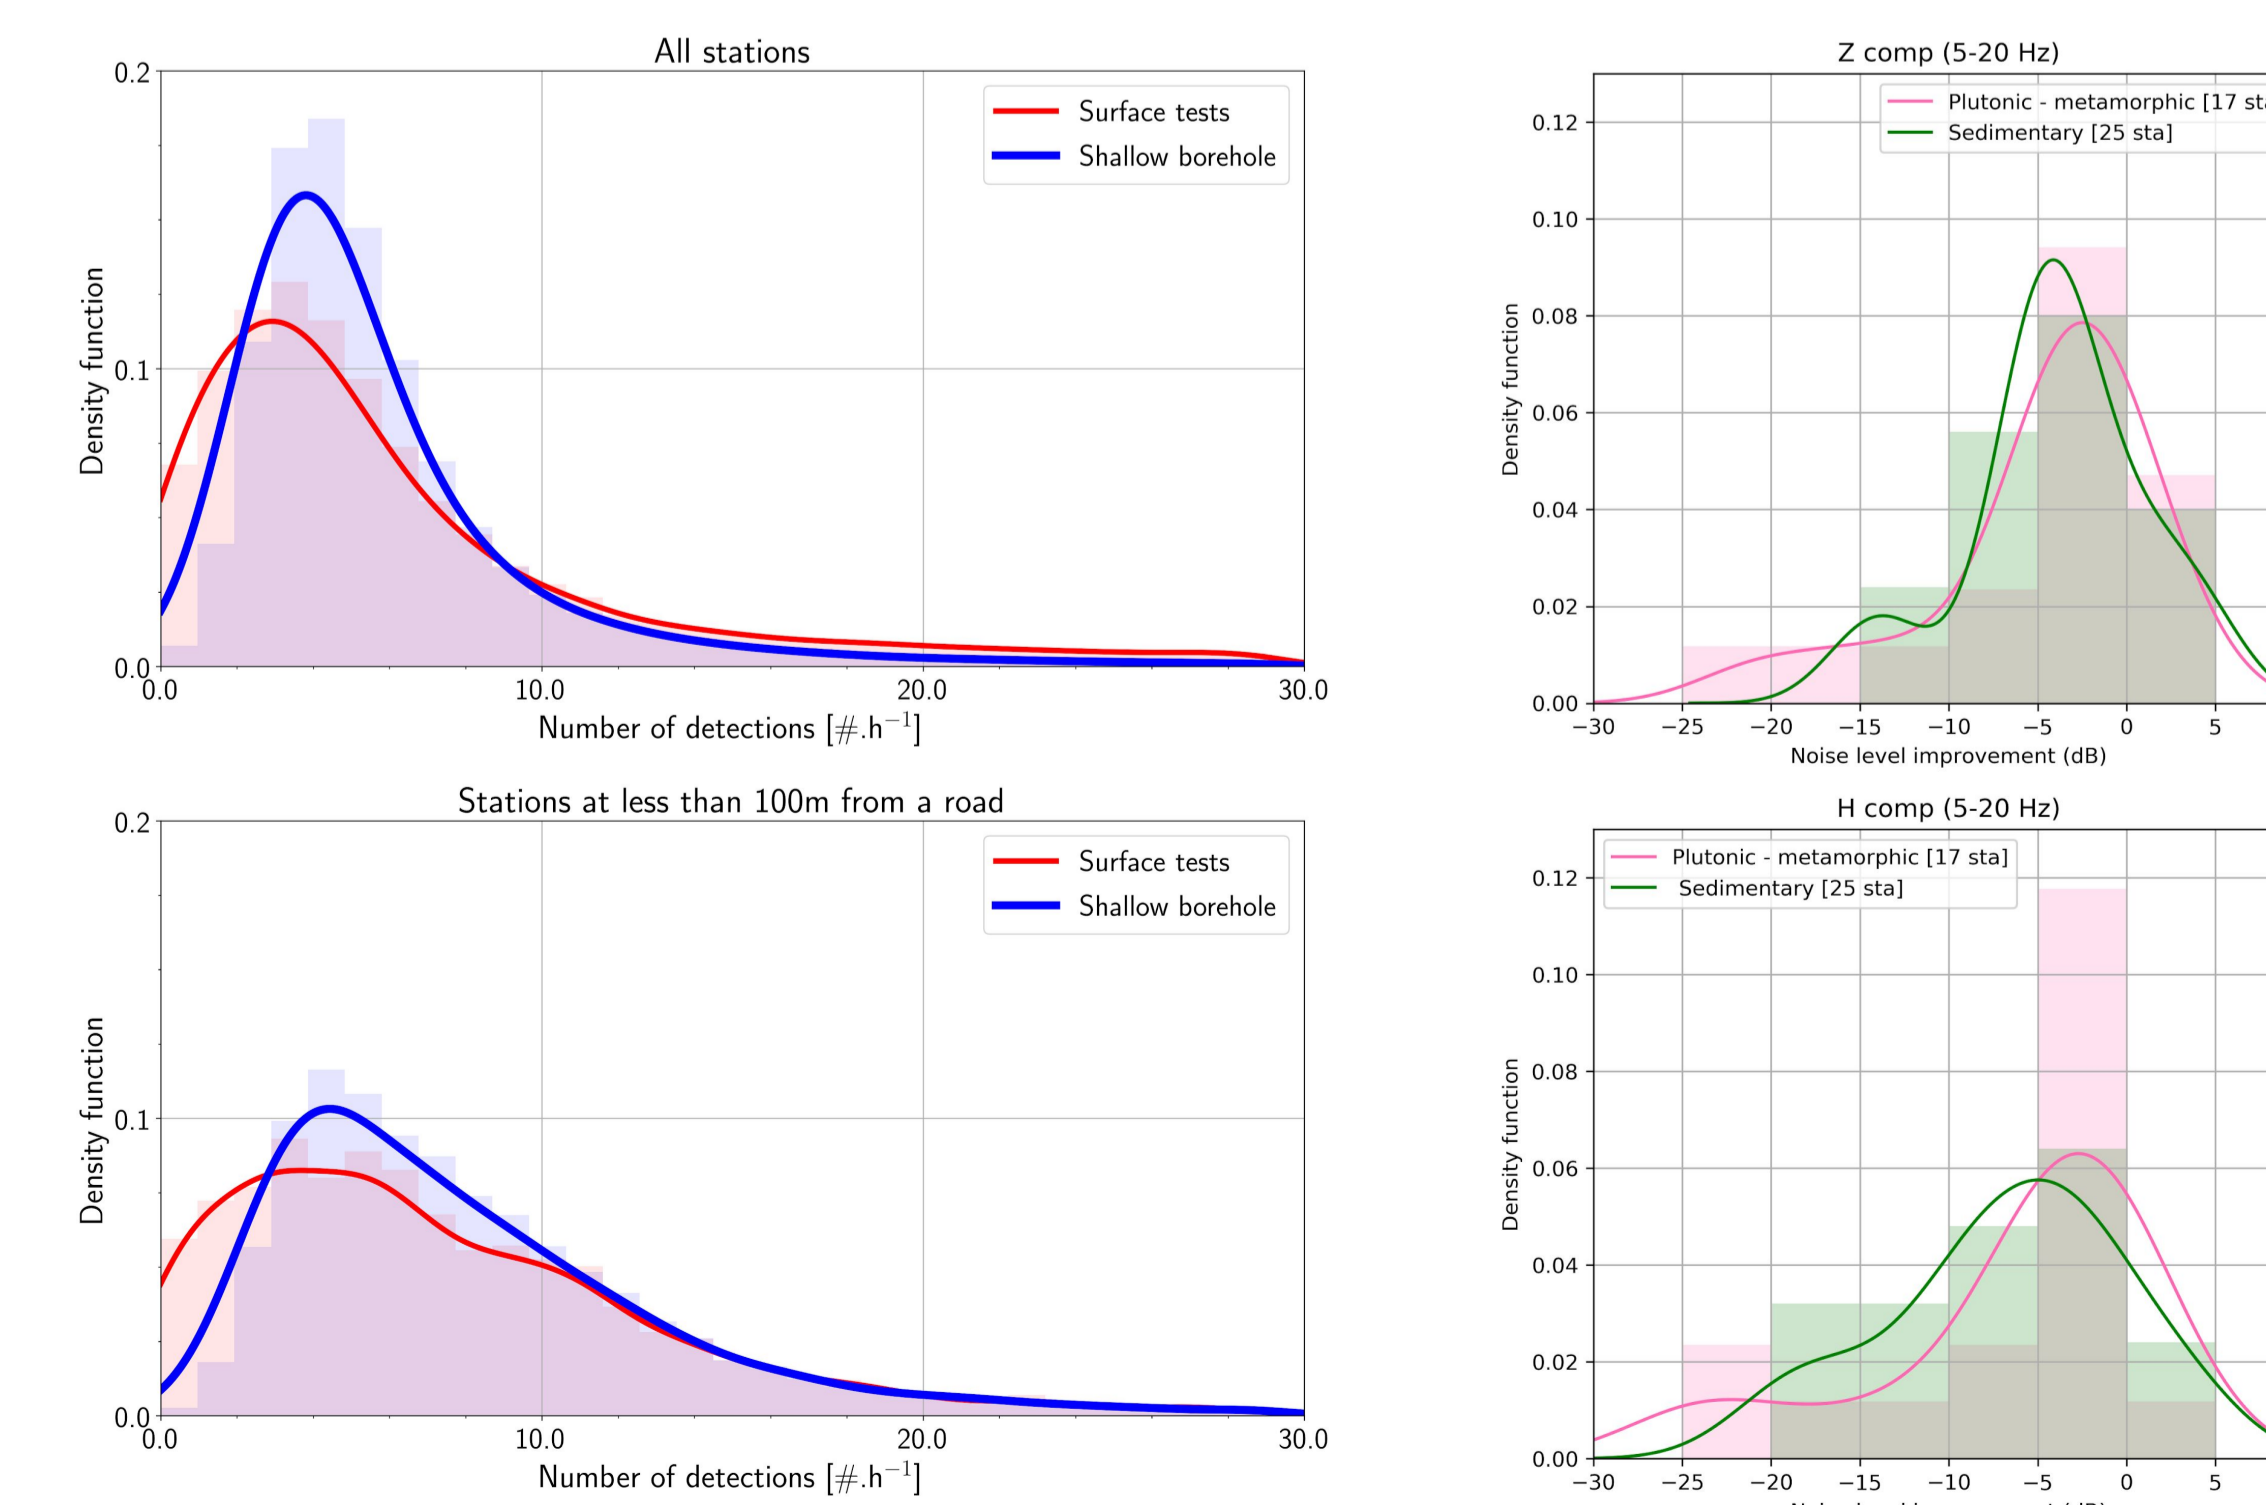 All stations
0.2
0.1
0.0
Density function
Surface tests
Shallow borehole
0.0 10.0 20.0 30.0
Number of detections [#.h−1]
Stations at less than 100m from a road
0.2
0.1
0.0
Density function
Surface tests
Shallow borehole
0.0 10.0 20.0 30.0
Number of detections [#.h−1]
Z comp (5-20 Hz)
Plutonic - metamorphic [17 sta
Sedimentary [25 sta]
0.12
0.10
0.08
0.06
0.04
0.02
0.00
Density function
−30 −25 −20 −15 −10 −5 0 5
Noise level improvement (dB)
H comp (5-20 Hz)
Plutonic - metamorphic [17 sta]
Sedimentary [25 sta]
0.12
0.10
0.08
0.06
0.04
0.02
0.00
Density function
−30 −25 −20 −15 −10 −5 0 5